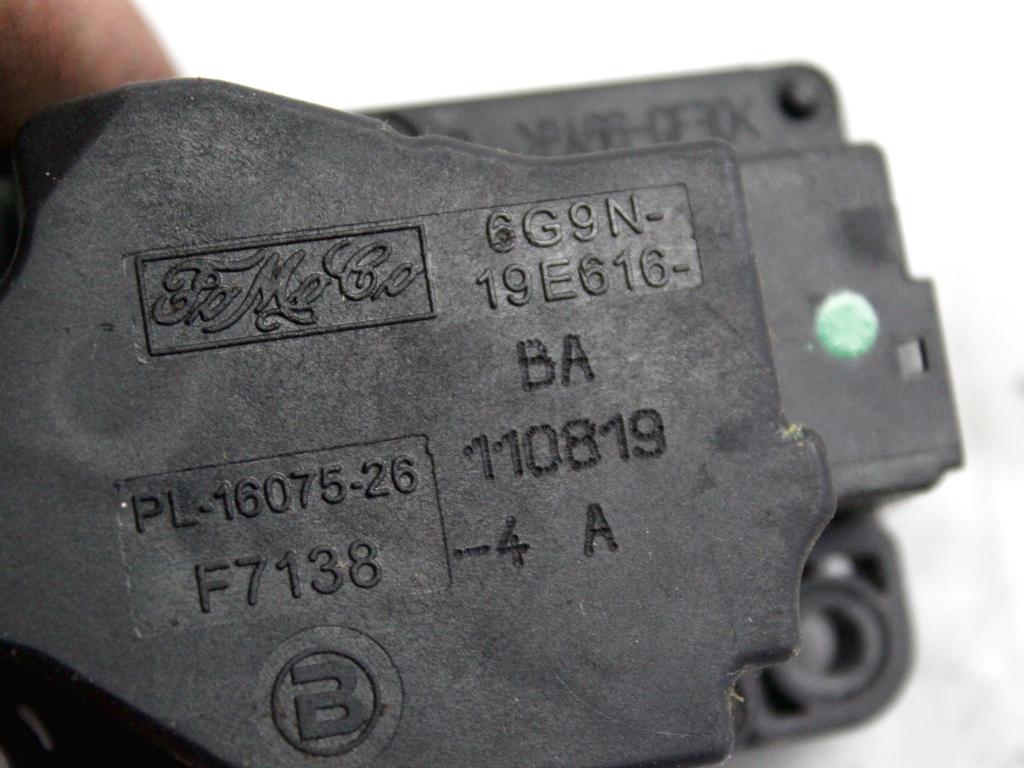 FoMoCo
6G9N-
19E616-
BA
110819
PL-16075-26
F7138
-4 A
B